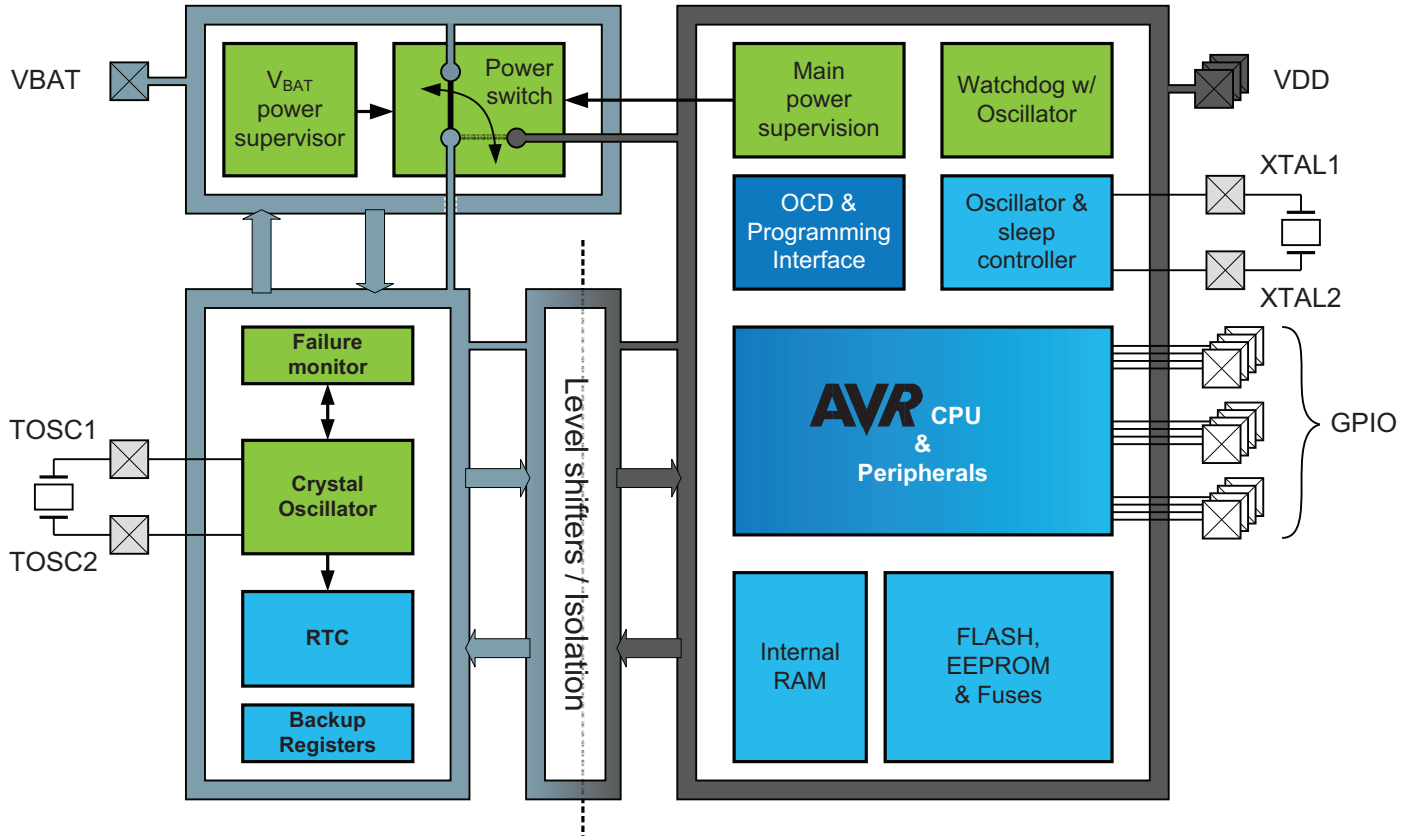 VBAT
VBAT
power
supervisor
Power
switch
Main
power
supervision
Watchdog w/
Oscillator
VDD
OCD &
Programming
Interface
Oscillator &
sleep
controller
XTAL1
XTAL2
Failure
monitor
TOSC1
Crystal
Oscillator
TOSC2
RTC
Backup
Registers
Level shifters / Isolation
AVR CPU
&
Peripherals
GPIO
Internal
RAM
FLASH,
EEPROM
& Fuses